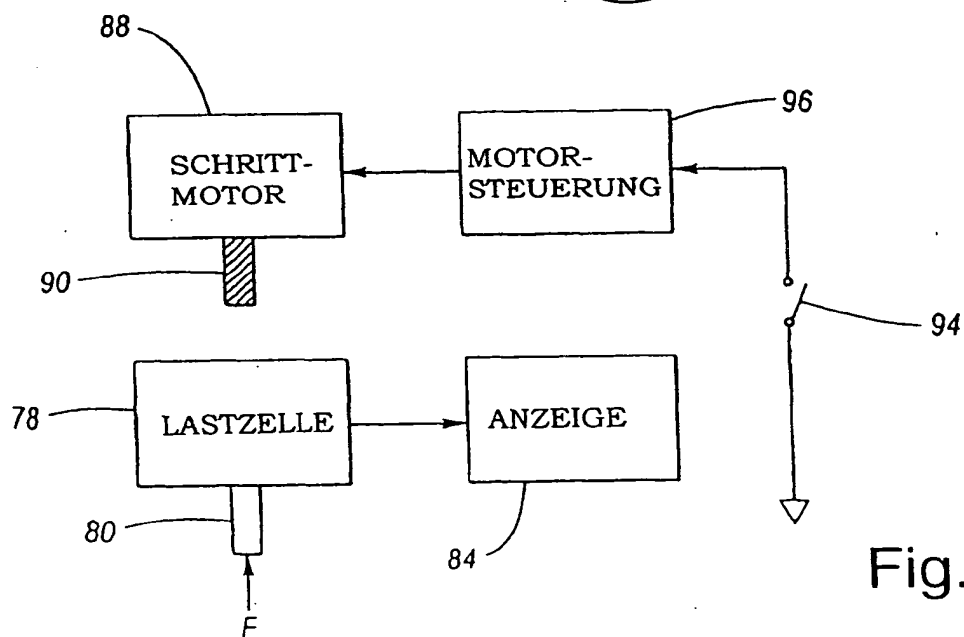 88
96
SCHRITT-
MOTOR
MOTOR-
STEUERUNG
90
94
78
LASTZELLE
ANZEIGE
80
84
F
Fig.